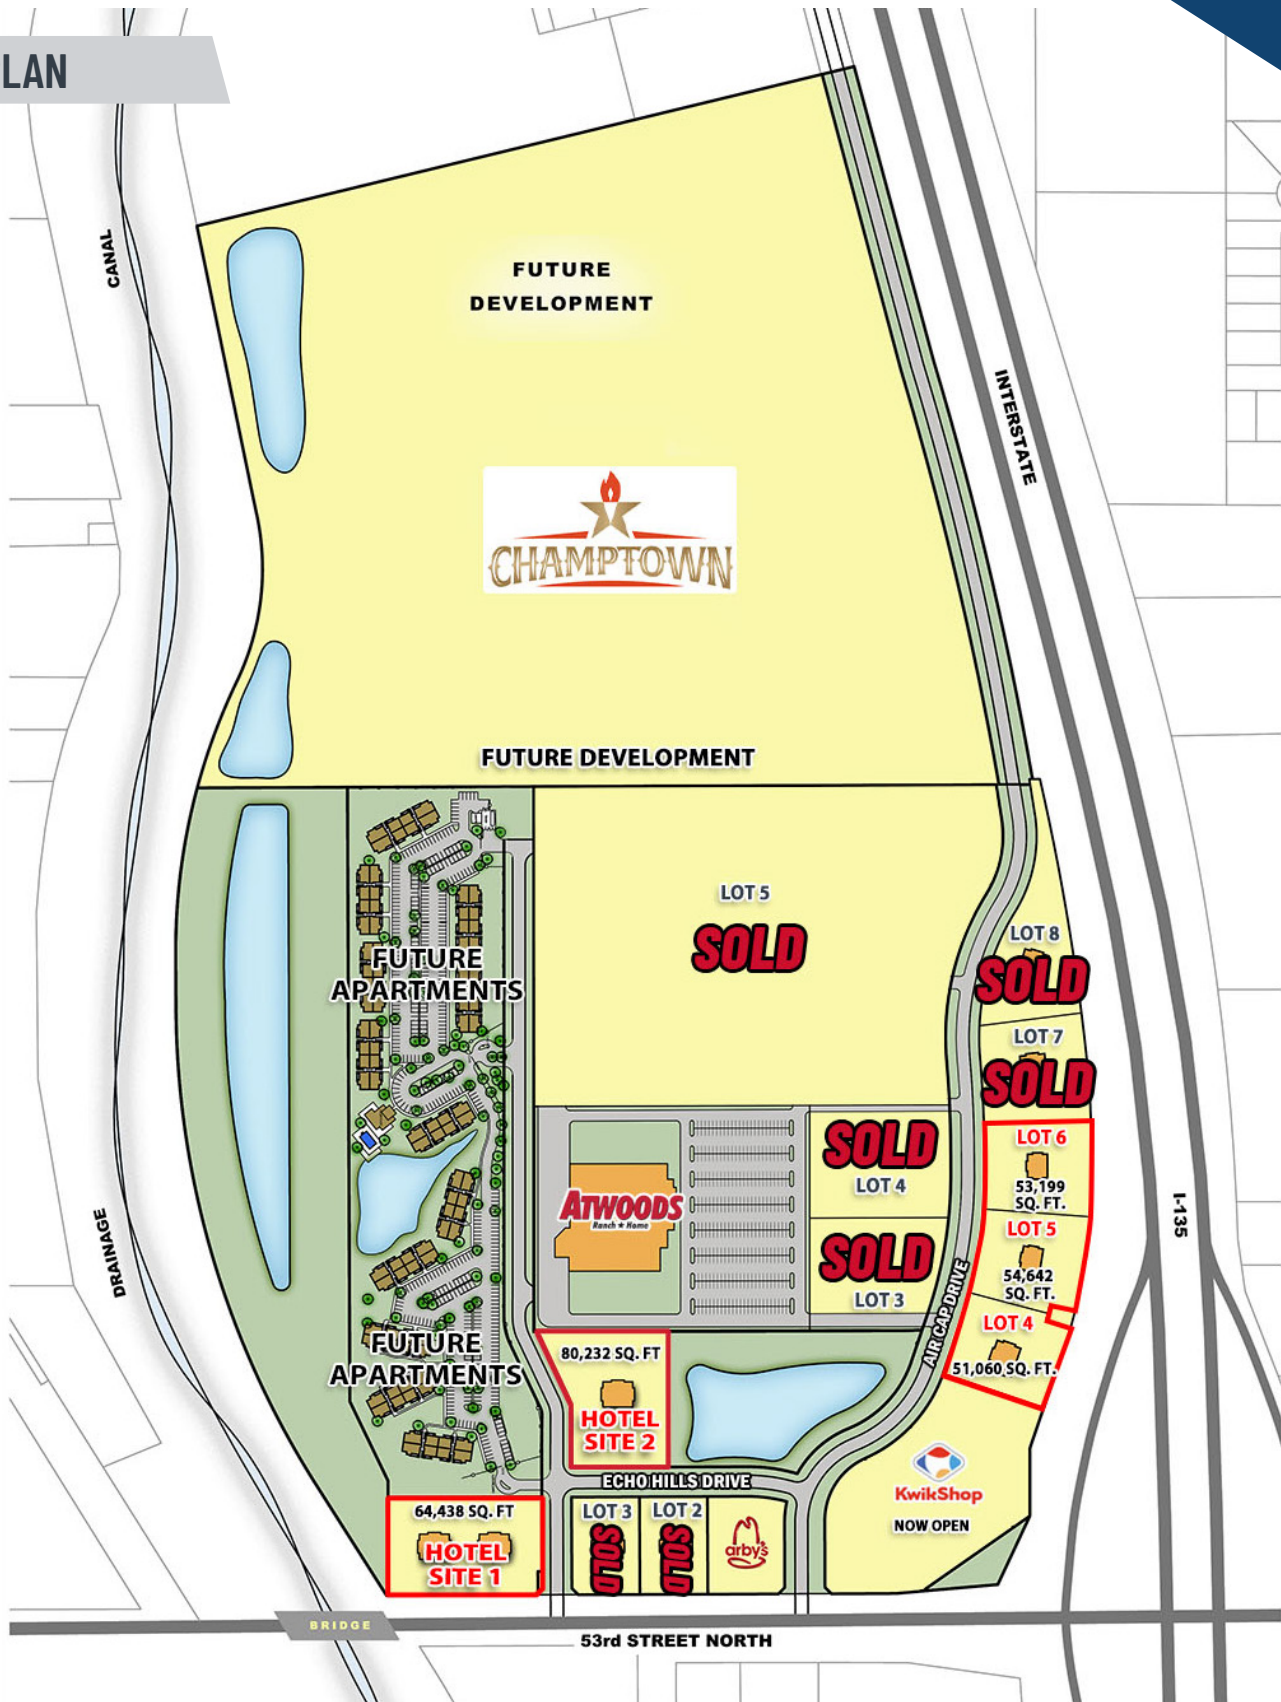 LAN
CANAL
FUTURE
DEVELOPMENT
INTERSTATE
CHAMPTOWN
FUTURE DEVELOPMENT
LOT 5
SOLD
LOT 8
SOLD
FUTURE
APARTMENTS
LOT 7
SOLD
SOLD
LOT 4
LOT 6
53,199
SQ. FT.
ATWOODS
Ranch ★ Home
I-135
DRAINAGE
SOLD
LOT 3
LOT 5
54,642
SQ. FT.
AIR CAP DRIVE
LOT 4
51,060 SQ. FT.
FUTURE
APARTMENTS
80,232 SQ. FT
HOTEL
SITE 2
ECHO HILLS DRIVE
KwikShop
NOW OPEN
64,438 SQ. FT
HOTEL
SITE 1
LOT 3
SOLD
LOT 2
SOLD
arby's
BRIDGE
53rd STREET NORTH